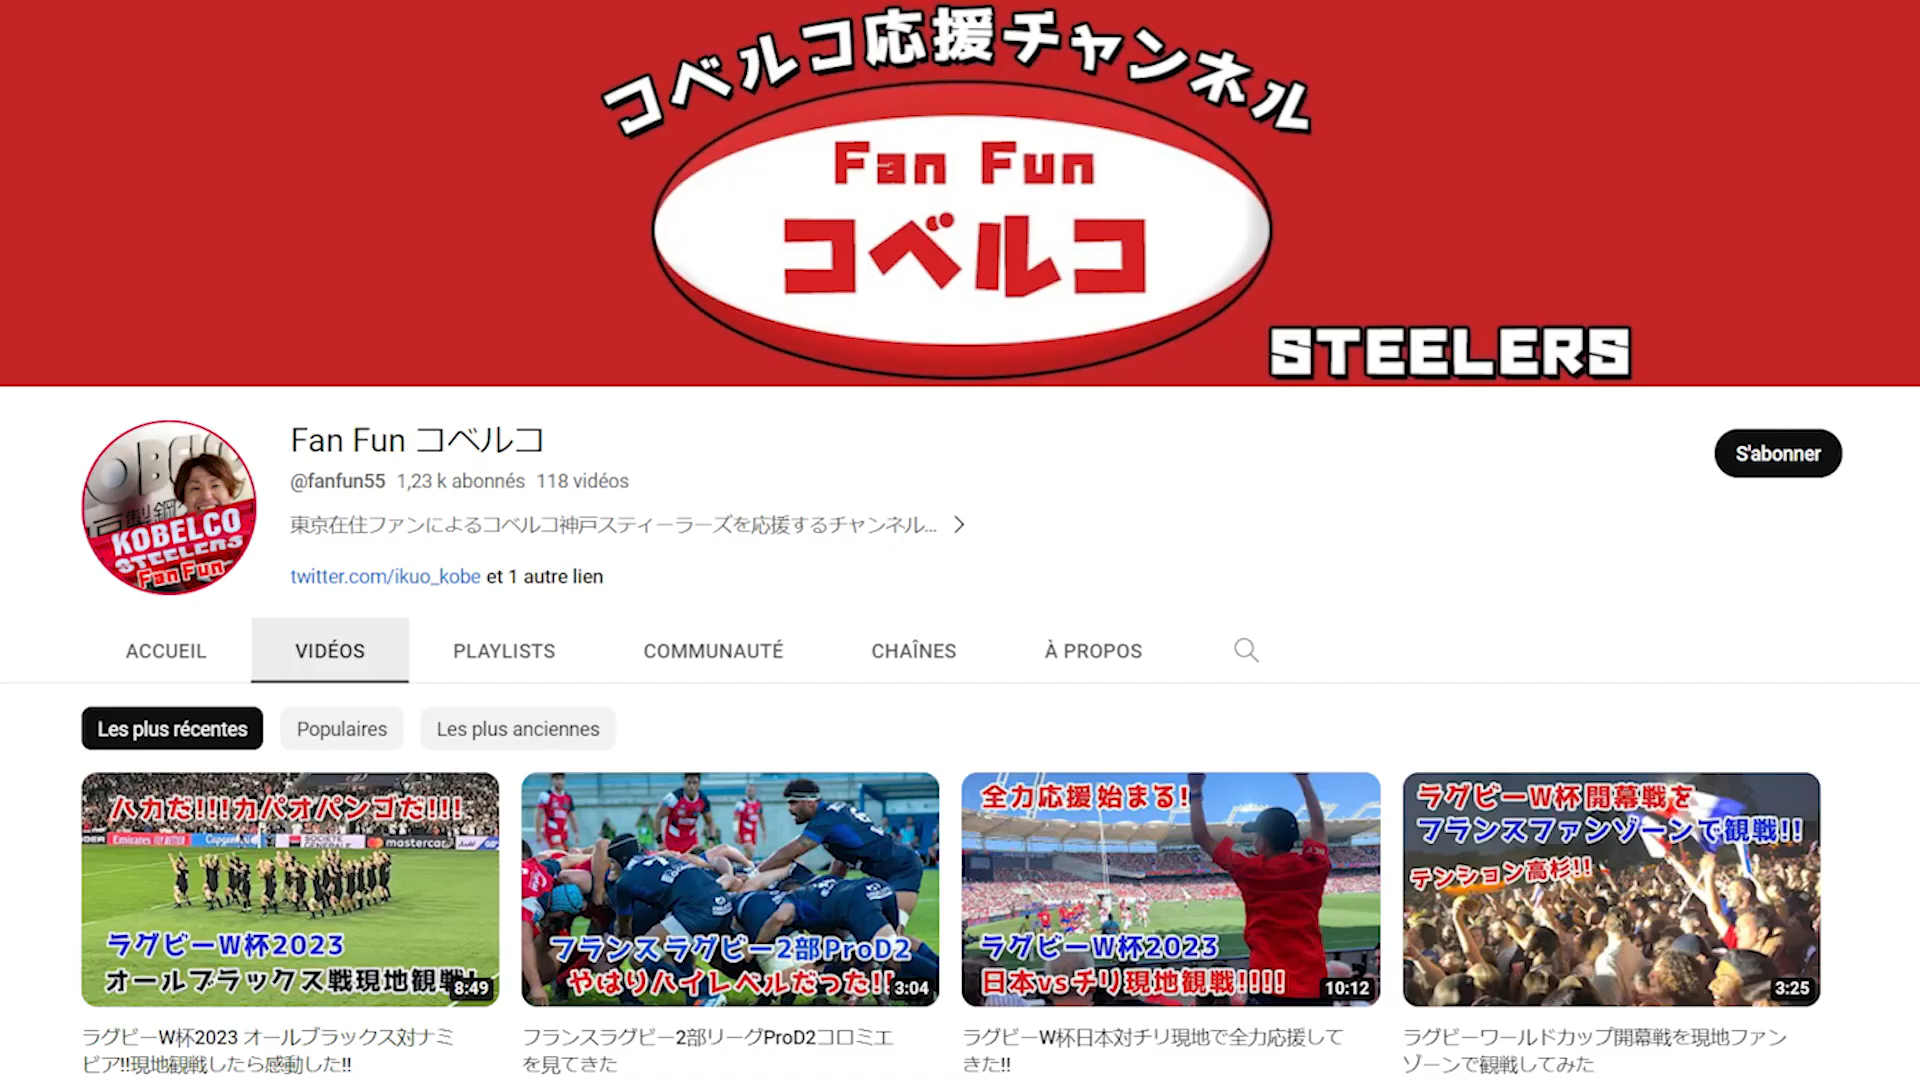 コベルコ応援チャンネル
Fan Fun
コベルコ
STEELERS
KOBELCO
STEELERS
Fan Fun
Fan Fun コベルコ
@fanfun55 1,23 k abonnés 118 vidéos
東京在住ファンによるコベルコ神戸スティーラーズを応援するチャンネル...
twitter.com/ikuo_kobe et 1 autre lien
S'abonner
ACCUEIL VIDÉOS PLAYLISTS COMMUNAUTÉ CHAÎNES À PROPOS
Les plus récentes Populaires Les plus anciennes
ハカだ!!!カパオパンゴだ!!!
Emirates FLY BETTER
mastercard
ラグビーW杯2023
オールブラックス戦現地観戦!
8:49
フランスラグビー2部ProD2
やはりハイレベルだった!!
3:04
全力応援始まる!
ラグビーW杯2023
日本vsチリ現地観戦!!!!
10:12
ラグビーW杯開幕戦を
フランスファンゾーンで観戦!!
テンション高杉!!
3:25
ラグビーW杯2023 オールブラックス対ナミ
ビア!!現地観戦したら感動した!!
フランスラグビー2部リーグProD2コロミエ
を見てきた
ラグビーW杯日本対チリ現地で全力応援して
きた!!
ラグビーワールドカップ開幕戦を現地ファン
ゾーンで観戦してみた